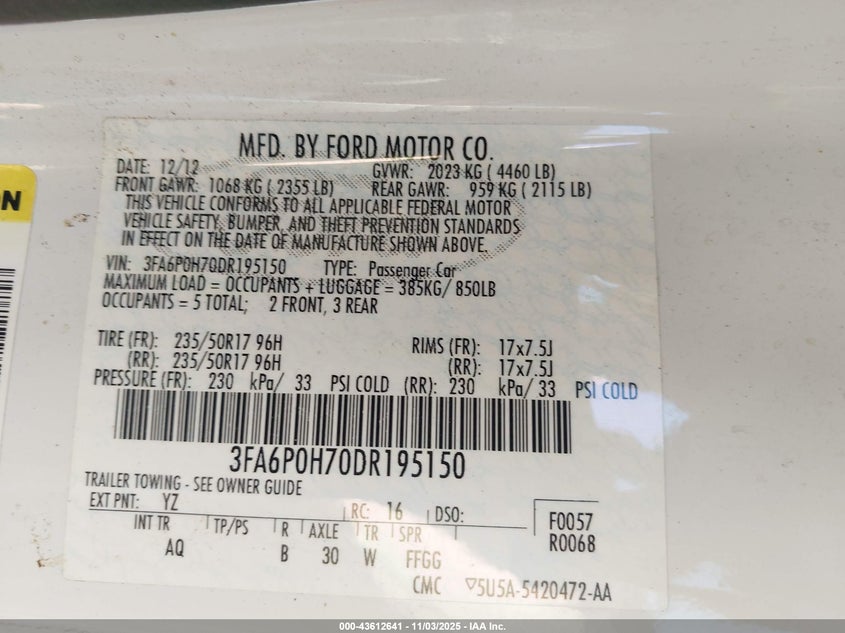 MFD. BY FORD MOTOR CO.
DATE: 12/12 GVWR: 2023 KG ( 4460 LB)
FRONT GAWR: 1068 KG ( 2355 LB) REAR GAWR: 959 KG ( 2115 LB)
THIS VEHICLE CONFORMS TO ALL APPLICABLE FEDERAL MOTOR
VEHICLE SAFETY, BUMPER, AND THEFT PREVENTION STANDARDS
IN EFFECT ON THE DATE OF MANUFACTURE SHOWN ABOVE.
VIN: 3FA6P0H70DR195150 TYPE: Passenger Car
MAXIMUM LOAD = OCCUPANTS + LUGGAGE = 385KG/ 850LB
OCCUPANTS = 5 TOTAL; 2 FRONT, 3 REAR
TIRE (FR): 235/50R17 96H RIMS (FR): 17x7.5J
(RR): 235/50R17 96H (RR): 17x7.5J
PRESSURE (FR): 230 kPa/ 33 PSI COLD (RR): 230 kPa/ 33 PSI COLD
3FA6P0H70DR195150
TRAILER TOWING - SEE OWNER GUIDE
EXT PNT: YZ RC: 16 DSO: F0057
INT TR TP/PS R AXLE TR SPR R0068
AQ B 30 W FFGG
CMC 5U5A-5420472-AA
ON
000-43612641 - 11/03/2025 - IAA Inc.